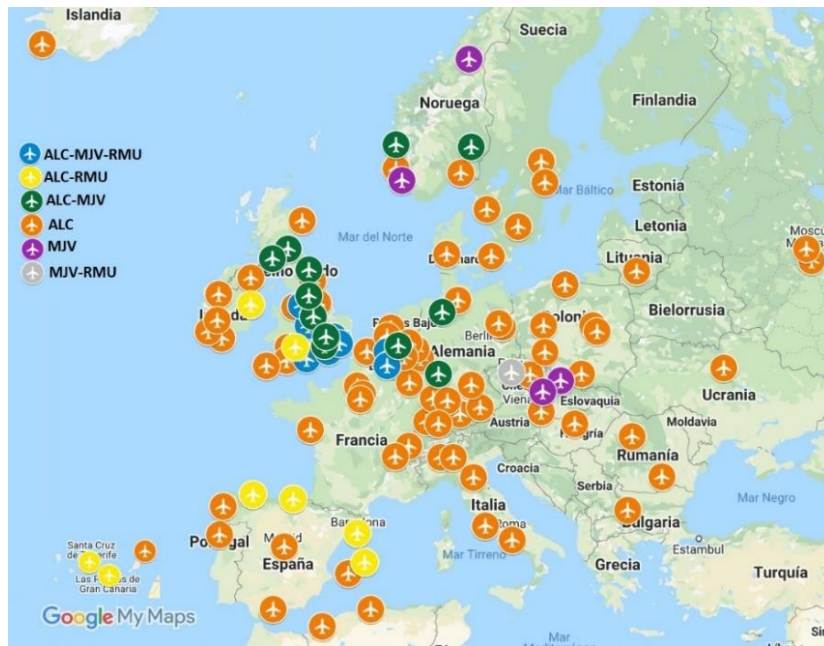 Islandia
Suecia
Noruega
Finlandia
ALC-MJV-RMU
ALC-RMU
ALC-MJV
ALC
MJV
MJV-RMU
Mar Báltico
Estonia
Letonia
Mar del Norte
Lituania
Bielorrusia
Alemania
Ucrania
Eslovaquia
Viena
Austria
Moldavia
Francia
Rumanía
Croacia
Serbia
Mar Negro
Italia
Roma
Bulgaria
Barcelona
Portugal
España
Mar Tirreno
Estambul
Grecia
Turquía
Santa Cruz
de Tenerife
Las Palmas de
Gran Canaria
Google My Maps
Mar